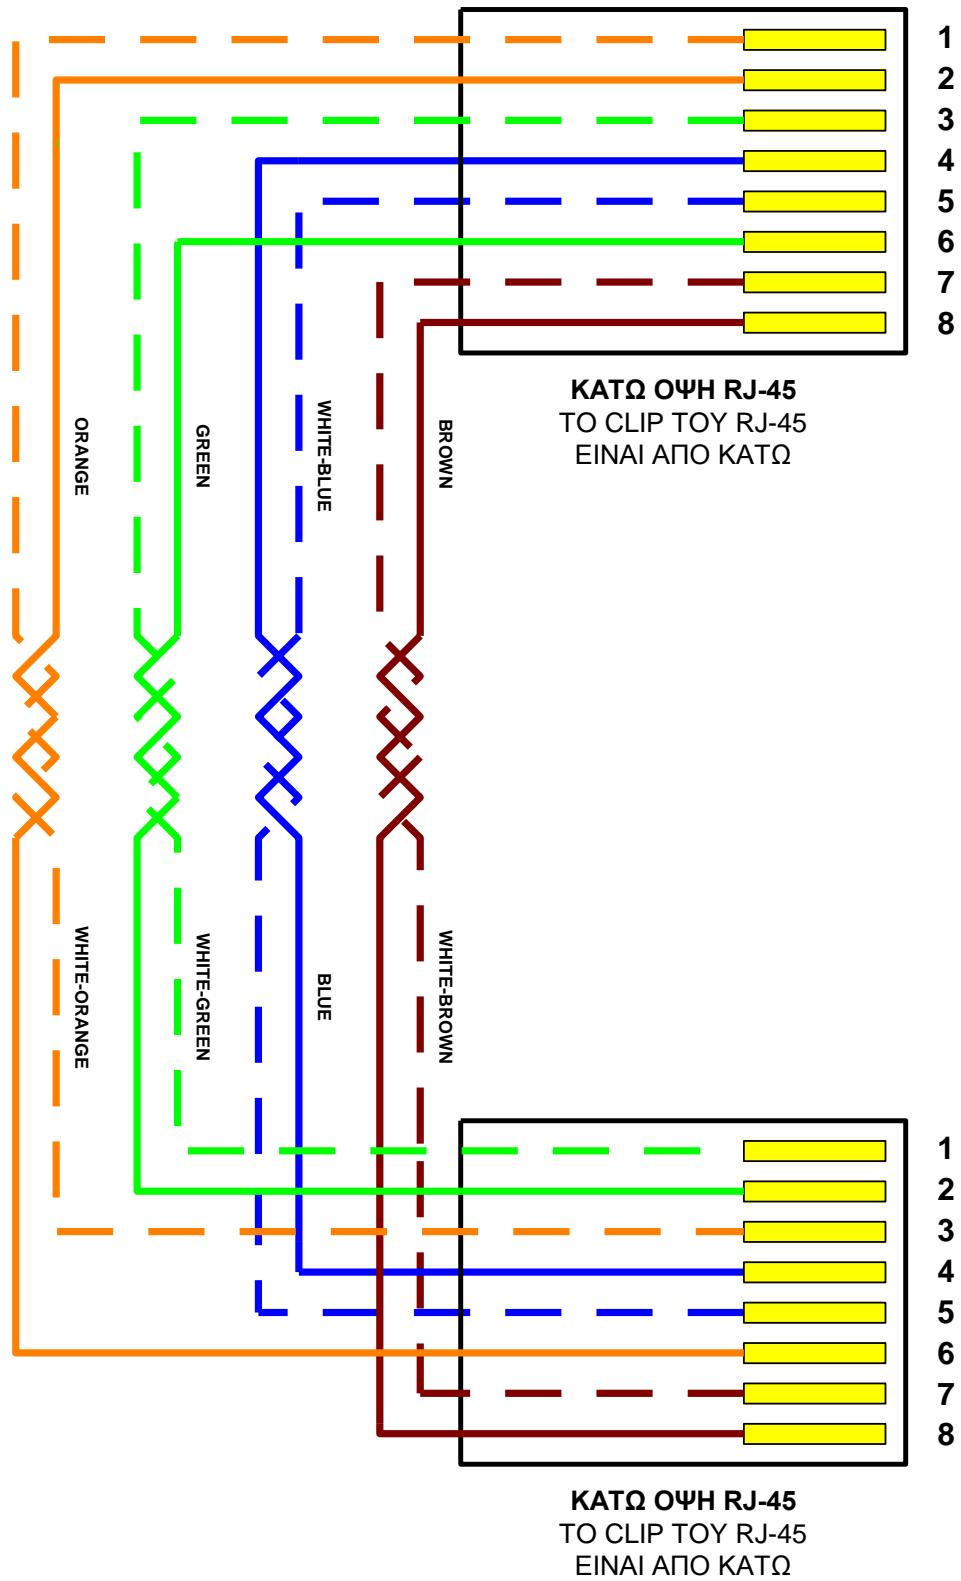 1
2
3
4
5
6
7
8
ΚΑΤΩ ΟΨΗ RJ-45
ΤΟ CLIP ΤΟΥ RJ-45
ΕΙΝΑΙ ΑΠΟ ΚΑΤΩ
ORANGE
GREEN
WHITE-BLUE
BROWN
WHITE-ORANGE
WHITE-GREEN
BLUE
WHITE-BROWN
1
2
3
4
5
6
7
8
ΚΑΤΩ ΟΨΗ RJ-45
ΤΟ CLIP ΤΟΥ RJ-45
ΕΙΝΑΙ ΑΠΟ ΚΑΤΩ